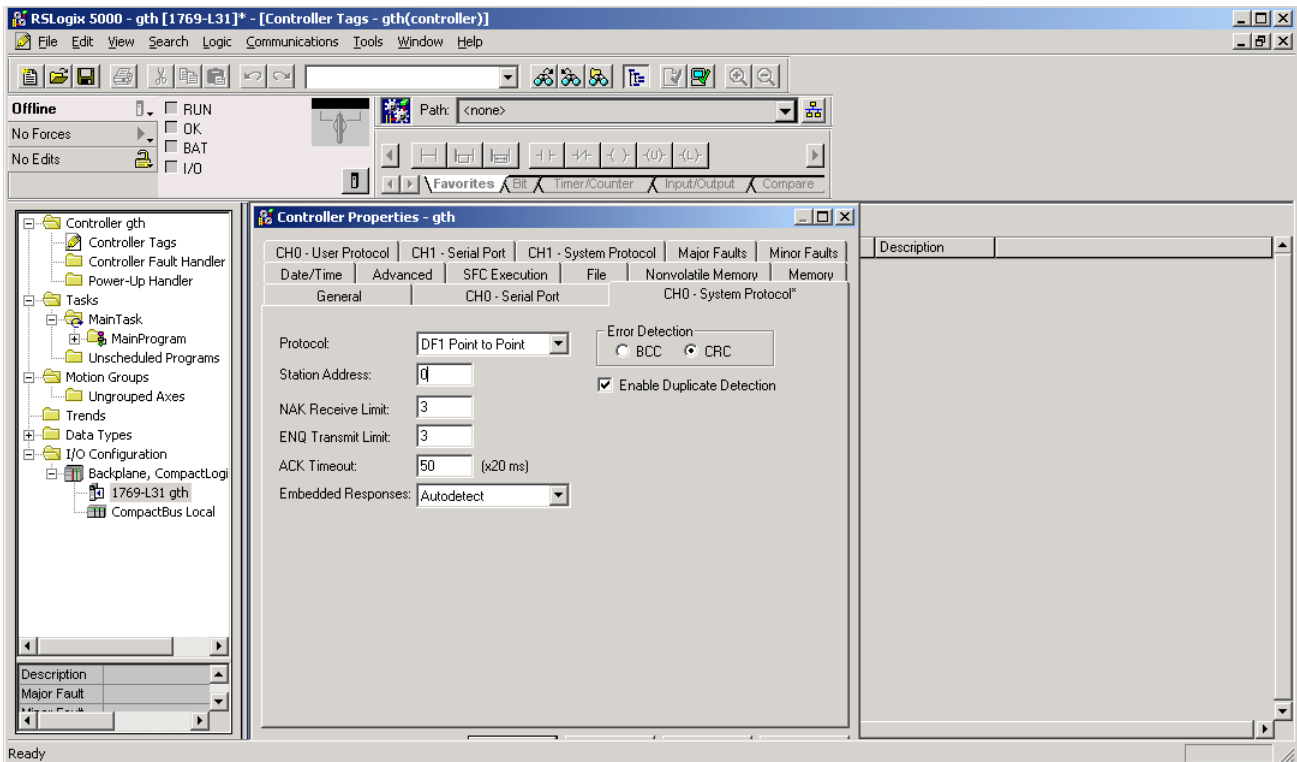 RSLogix 5000 - gth [1769-L31]* - [Controller Tags - gth(controller)]
File Edit View Search Logic Communications Tools Window Help
Offline
RUN
Path: <none>
No Forces
OK
BAT
No Edits
I/O
Favorites Bit Timer/Counter Input/Output Compare
Controller gth
Controller Tags
Controller Fault Handler
Power-Up Handler
Tasks
MainTask
MainProgram
Unscheduled Programs
Motion Groups
Ungrouped Axes
Trends
Data Types
I/O Configuration
Backplane, CompactLogi
1769-L31 gth
CompactBus Local
Description
Major Fault
Controller Properties - gth
CH0 - User Protocol CH1 - Serial Port CH1 - System Protocol Major Faults Minor Faults
Date/Time Advanced SFC Execution File Nonvolatile Memory Memory
General CH0 - Serial Port CH0 - System Protocol*
Protocol: DF1 Point to Point
Station Address: 0
NAK Receive Limit: 3
ENQ Transmit Limit: 3
ACK Timeout: 50 (x20 ms)
Embedded Responses: Autodetect
Error Detection
BCC CRC
Enable Duplicate Detection
Description
Ready